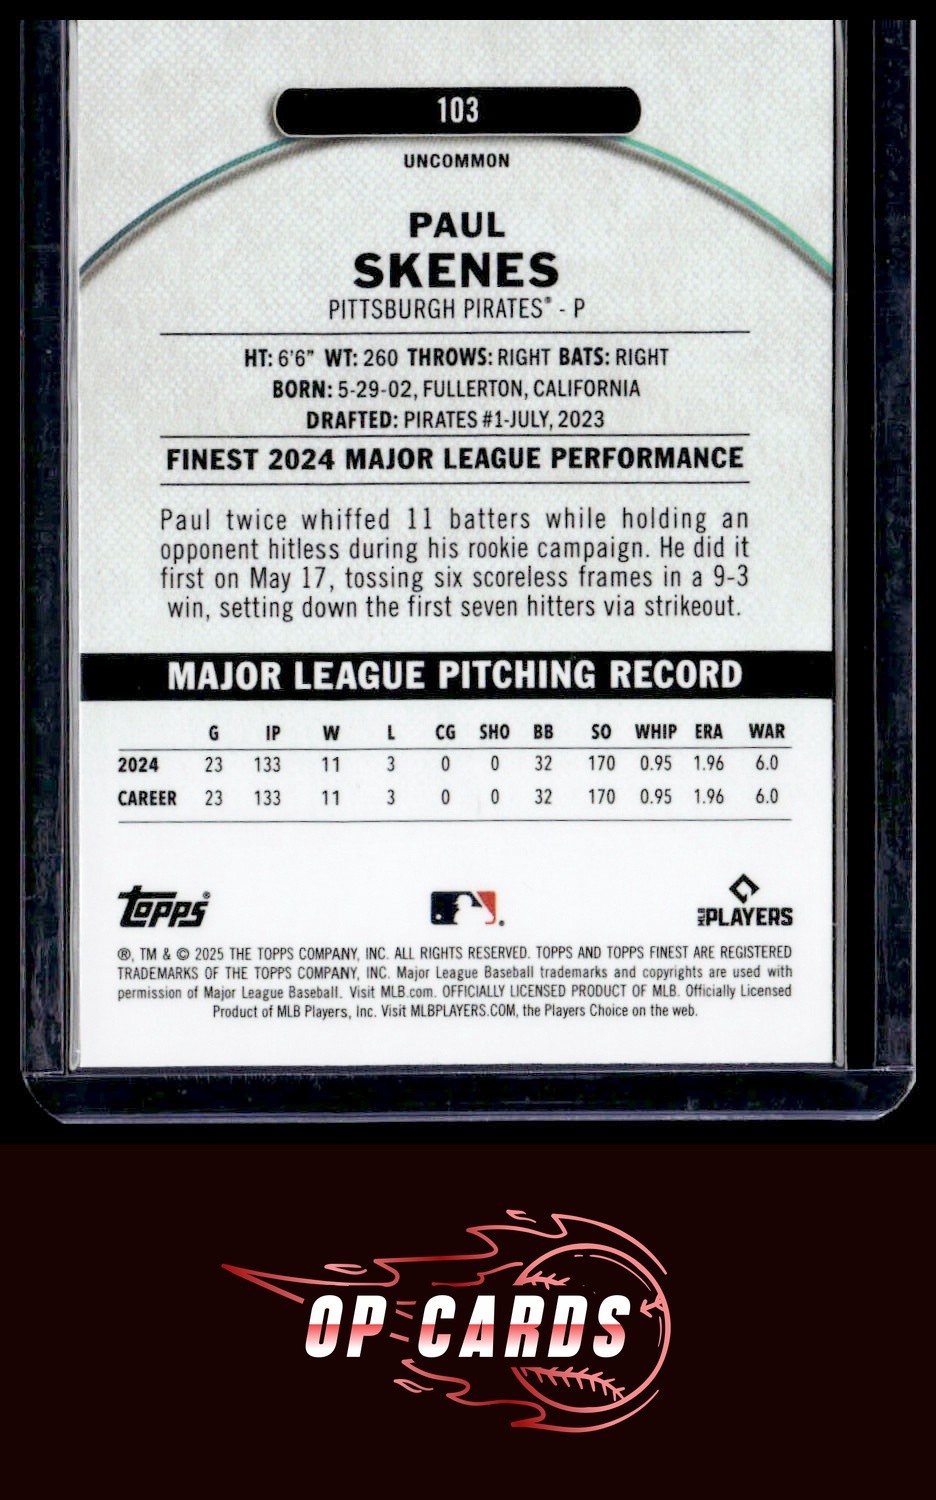 103
UNCOMMON
PAUL
SKENES
PITTSBURGH PIRATES® - P
HT: 6'6" WT: 260 THROWS: RIGHT BATS: RIGHT
BORN: 5-29-02, FULLERTON, CALIFORNIA
DRAFTED: PIRATES #1-JULY, 2023
FINEST 2024 MAJOR LEAGUE PERFORMANCE
Paul twice whiffed 11 batters while holding an
opponent hitless during his rookie campaign. He did it
first on May 17, tossing six scoreless frames in a 9-3
win, setting down the first seven hitters via strikeout.
MAJOR LEAGUE PITCHING RECORD
G IP W L CG SHO BB SO WHIP ERA WAR
2024 23 133 11 3 0 0 32 170 0.95 1.96 6.0
CAREER 23 133 11 3 0 0 32 170 0.95 1.96 6.0
Topps® MLB PLAYERS
®, TM & © 2025 THE TOPPS COMPANY, INC. ALL RIGHTS RESERVED. TOPPS AND TOPPS FINEST ARE REGISTERED
TRADEMARKS OF THE TOPPS COMPANY, INC. Major League Baseball trademarks and copyrights are used with
permission of Major League Baseball. Visit MLB.com. OFFICIALLY LICENSED PRODUCT OF MLB. Officially Licensed
Product of MLB Players, Inc. Visit MLBPLAYERS.COM, the Players Choice on the web.
OP CARDS